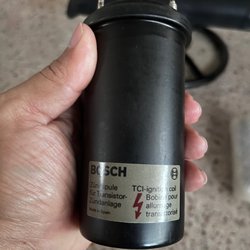 BOSCH
Zündspule
für Transistor-
Zündanlage
Made in Spain
TCI-ignition coil
Bobine pour
allumage
transistorisé